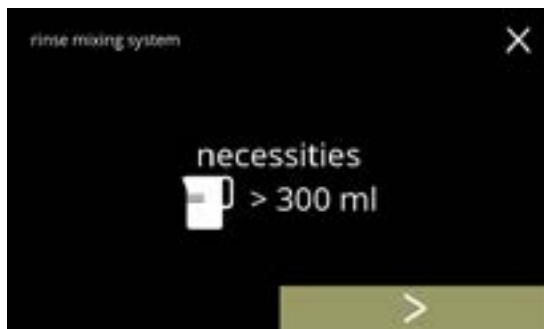 rinse mixing system
necessities
> 300 ml